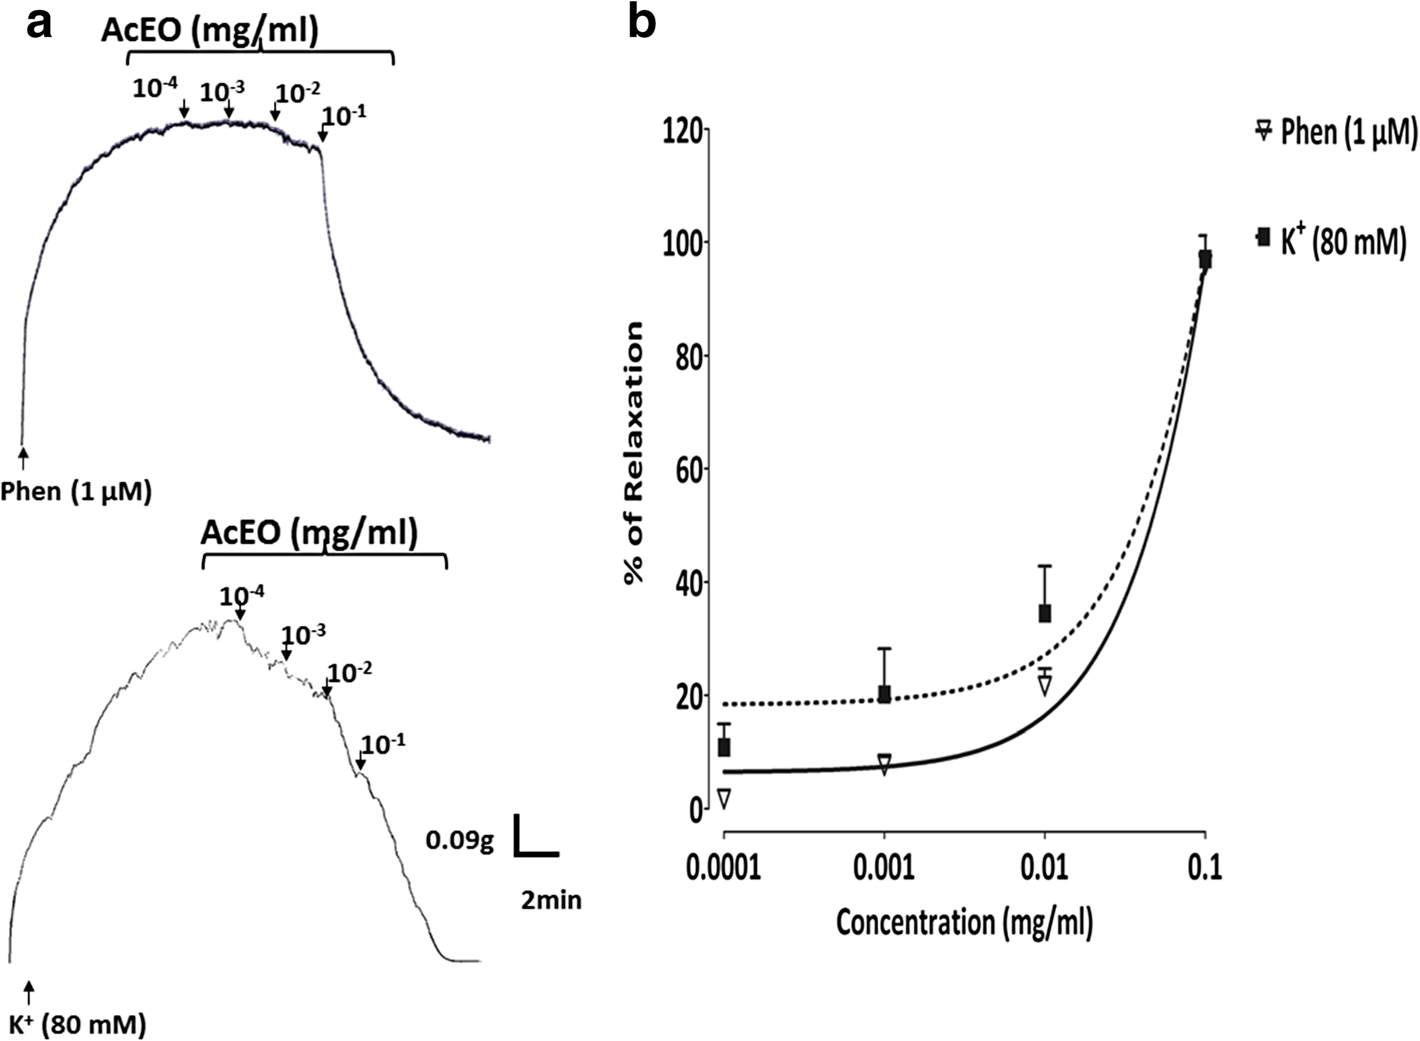 a
AcEO (mg/ml)
10-4 10-3 10-2 10-1
Phen (1 µM)
AcEO (mg/ml)
10-4
10-3
10-2
10-1
0.09g
2min
K+ (80 mM)
b
Phen (1 µM)
K+ (80 mM)
% of Relaxation
120
100
80
60
40
20
0
0.0001 0.001 0.01 0.1
Concentration (mg/ml)